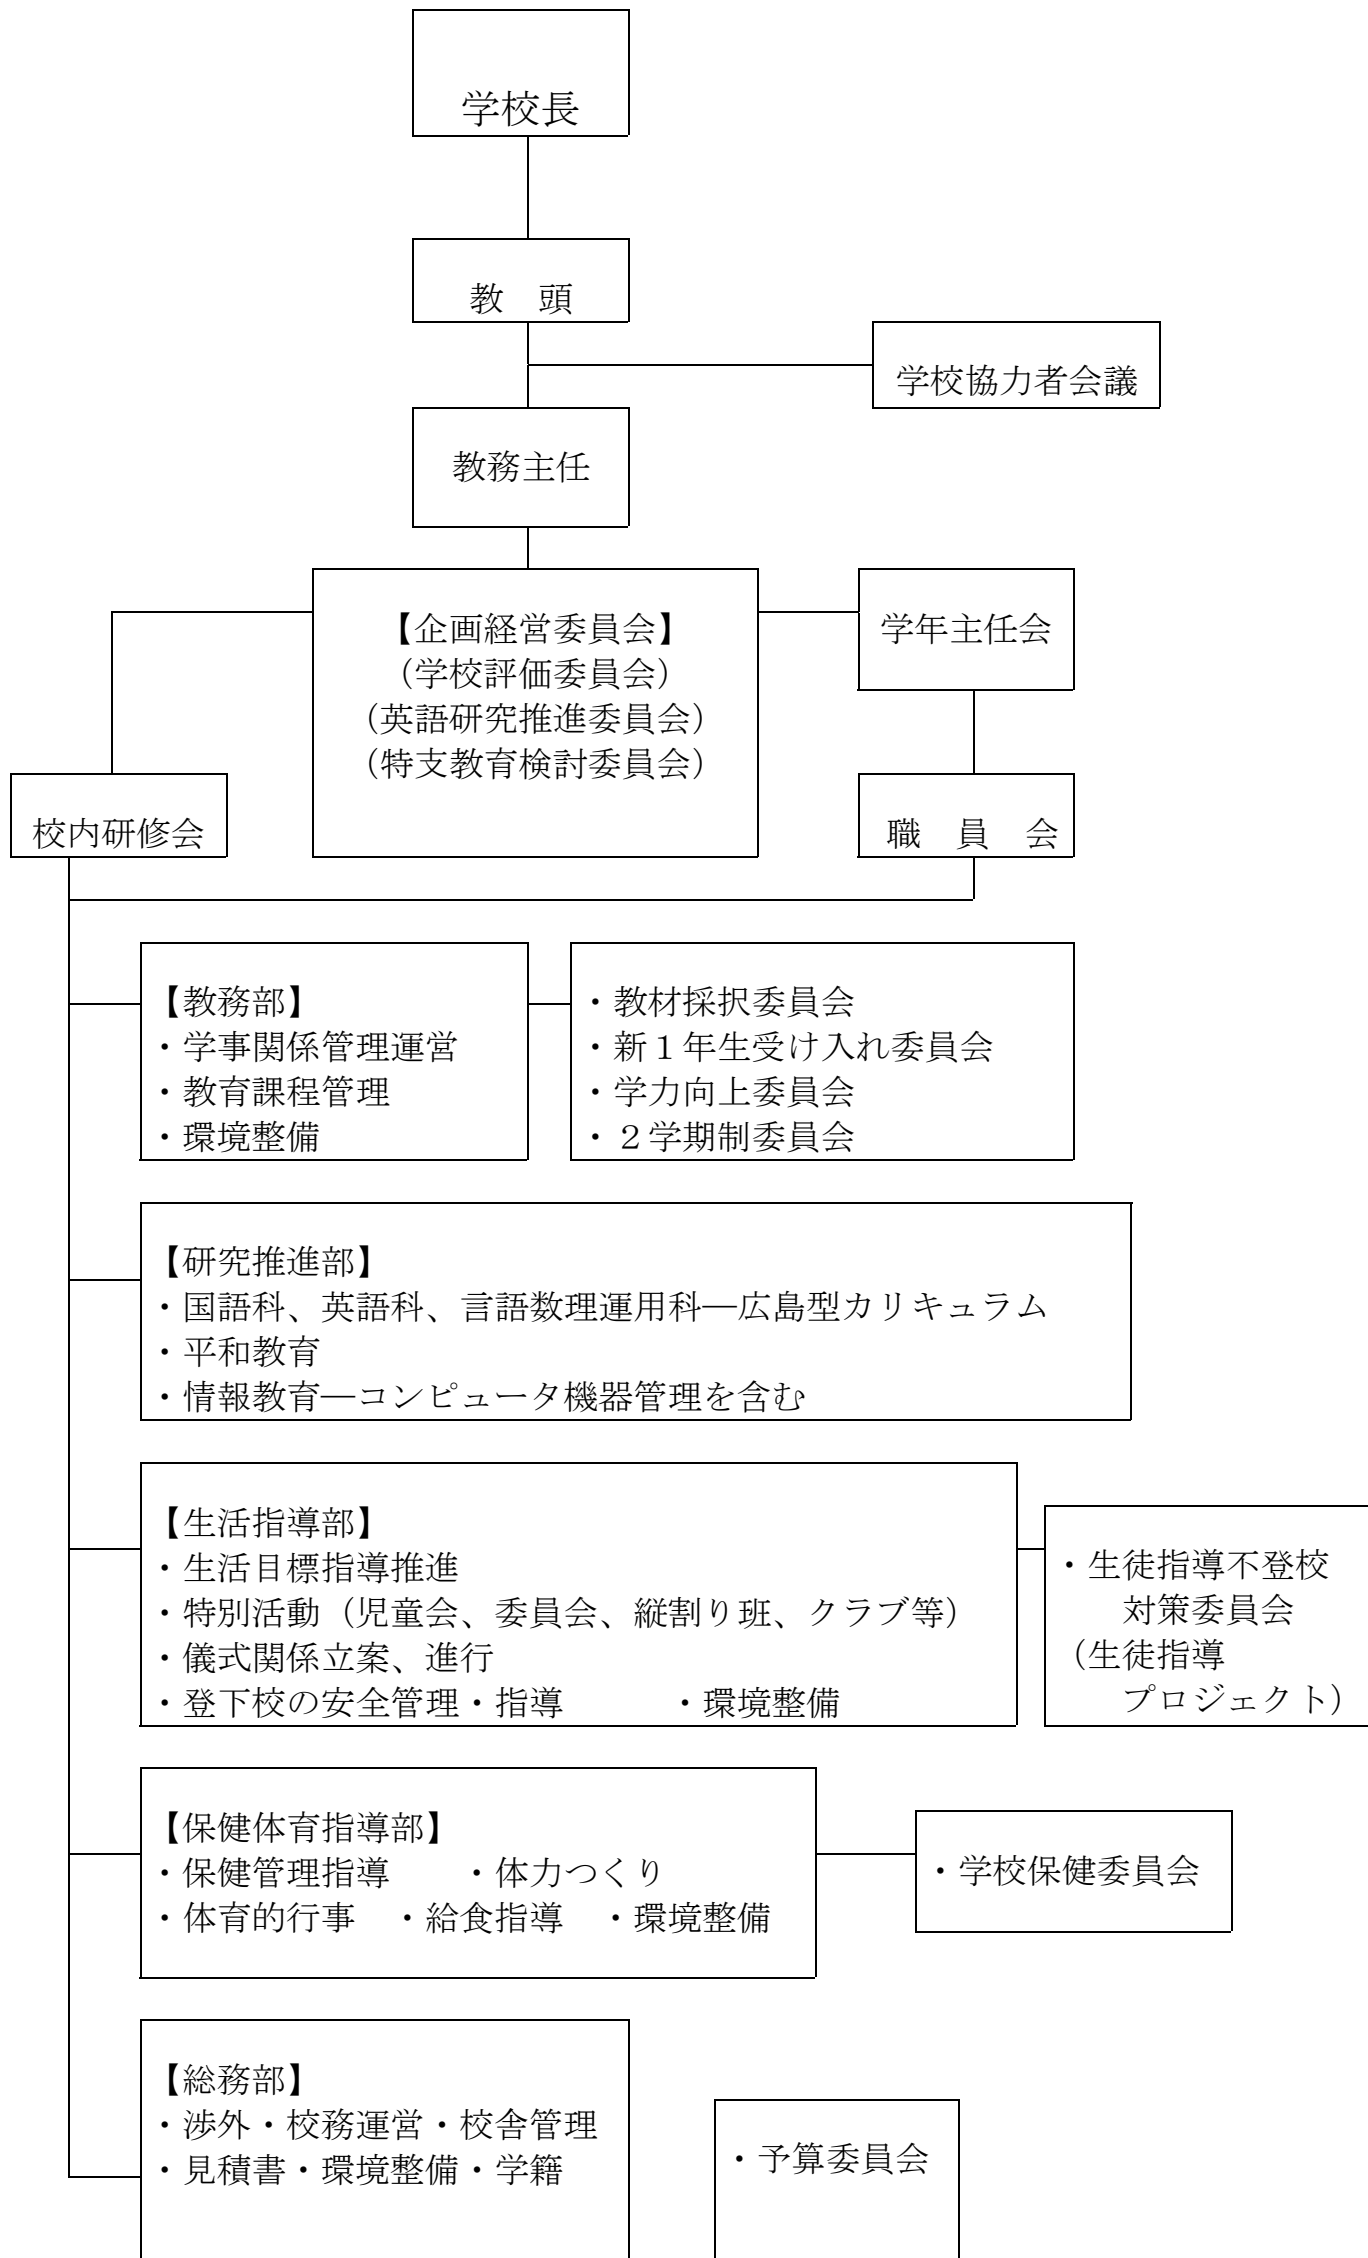 学校長
教　頭
学校協力者会議
教務主任
【企画経営委員会】
（学校評価委員会）
（英語研究推進委員会）
（特支教育検討委員会）
学年主任会
校内研修会
職　員　会
【教務部】
・学事関係管理運営
・教育課程管理
・環境整備
・教材採択委員会
・新１年生受け入れ委員会
・学力向上委員会
・２学期制委員会
【研究推進部】
・国語科、英語科、言語数理運用科―広島型カリキュラム
・平和教育
・情報教育―コンピュータ機器管理を含む
【生活指導部】
・生活目標指導推進
・特別活動（児童会、委員会、縦割り班、クラブ等）
・儀式関係立案、進行
・登下校の安全管理・指導　　　・環境整備
・生徒指導不登校
対策委員会
（生徒指導
プロジェクト）
【保健体育指導部】
・保健管理指導　　・体力つくり
・体育的行事　・給食指導　・環境整備
・学校保健委員会
【総務部】
・渉外・校務運営・校舎管理
・見積書・環境整備・学籍
・予算委員会